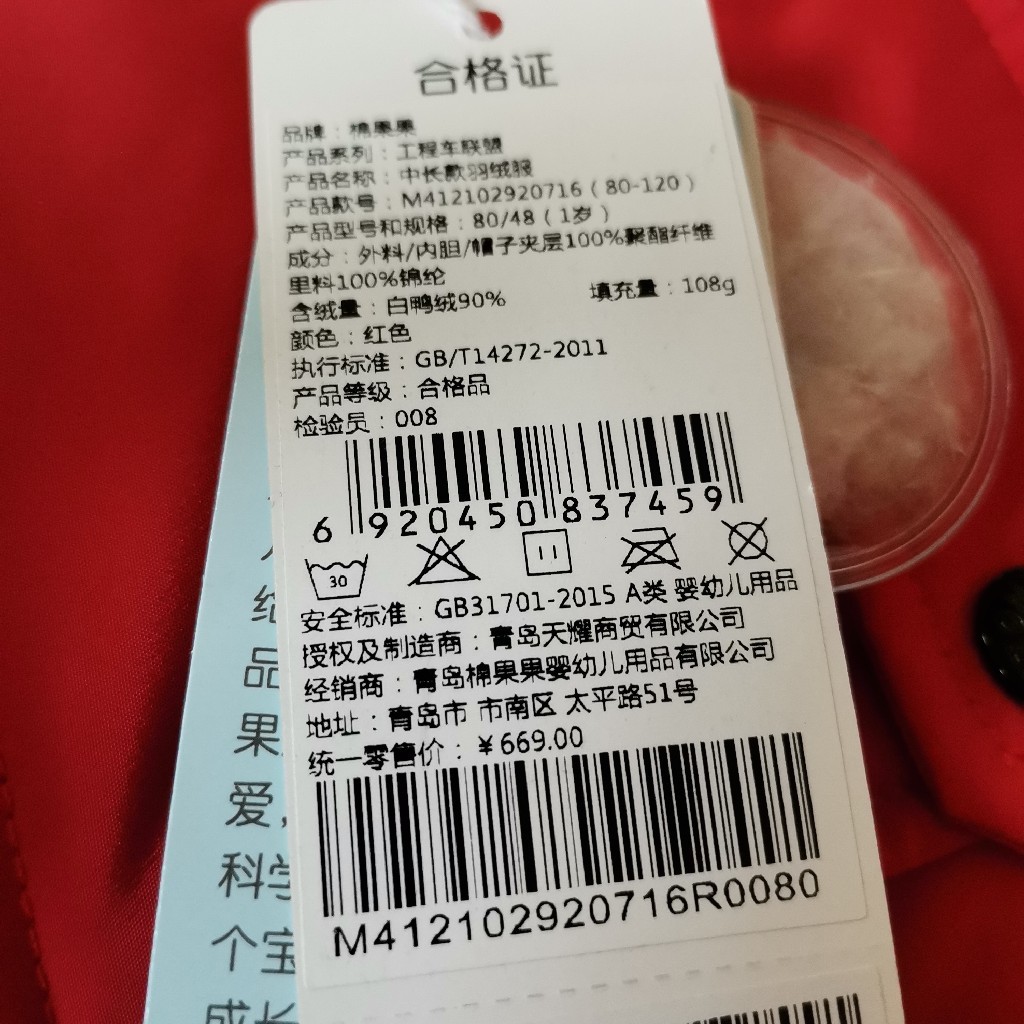 合格证
品牌：棉果果
产品系列：工程车联盟
产品名称：中长款羽绒服
产品款号：M412102920716（80-120）
产品型号和规格：80/48（1岁）
成分：外料/内胆/帽子夹层100%聚酯纤维
里料100%锦纶
含绒量：白鸭绒90% 填充量：108g
颜色：红色
执行标准：GB/T14272-2011
产品等级：合格品
检验员：008
6 920450 837459
30
安全标准：GB31701-2015 A类 婴幼儿用品
授权及制造商：青岛天耀商贸有限公司
经销商：青岛棉果果婴幼儿用品有限公司
地址：青岛市 市南区 太平路51号
统一零售价：￥669.00
M412102920716R0080
品
果
爱，
科学
个宝
成长